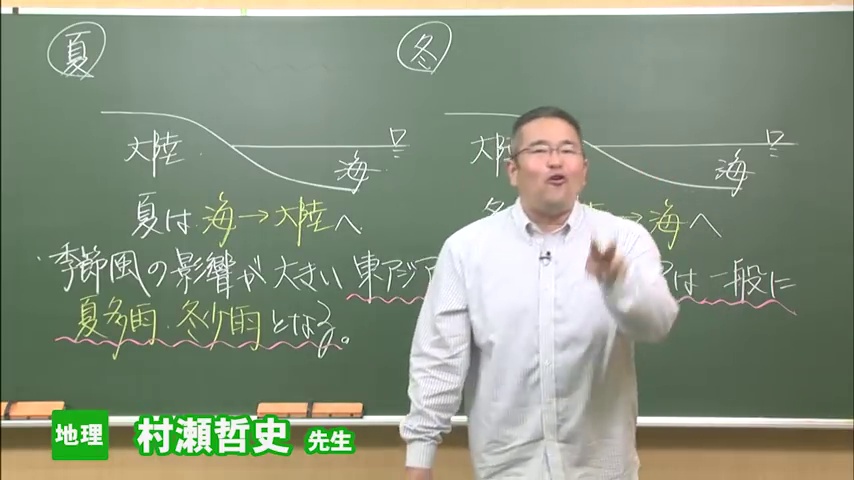 夏
冬
大陸 海
大陸 海
夏は 海→大陸へ
→海へ
季節風の影響が大きい東アジア は一般に
夏多雨・冬少雨となる。
地理 村瀬哲史 先生